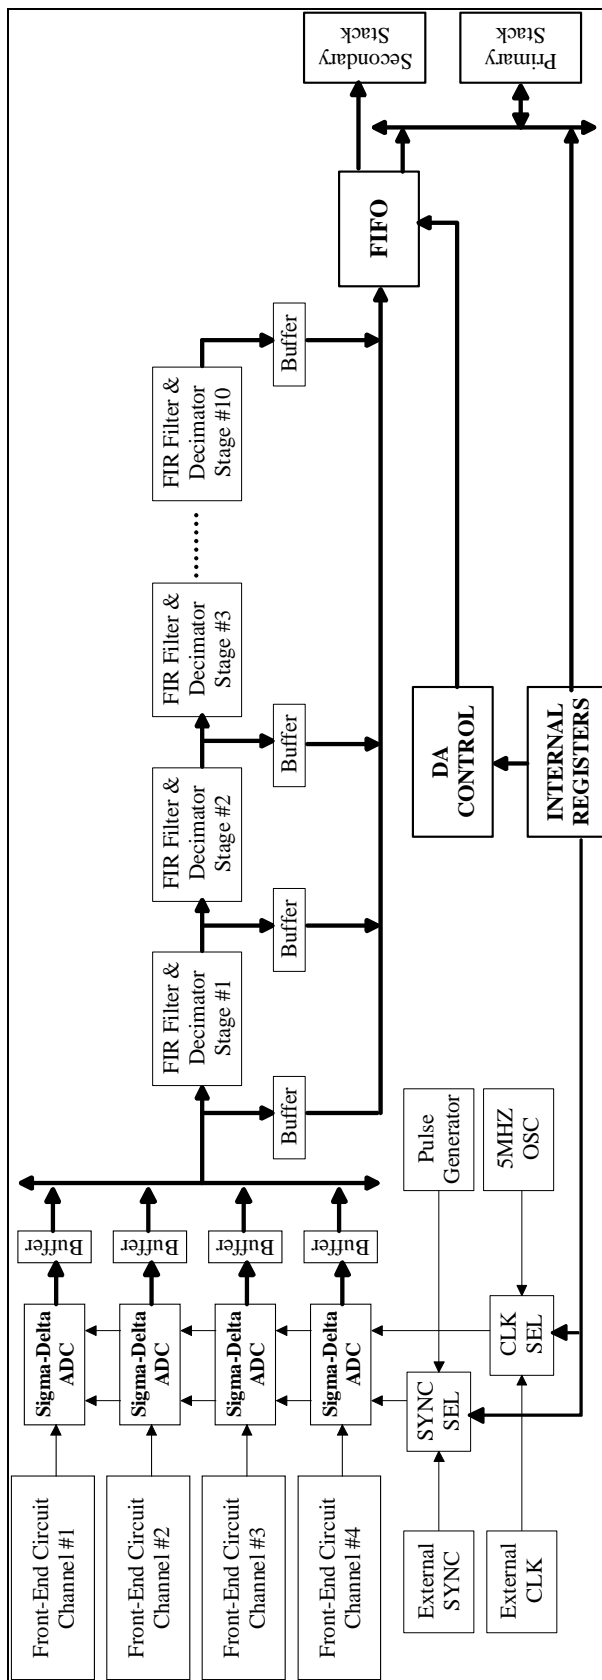 Front-End Circuit
Channel #1
Front-End Circuit
Channel #2
Front-End Circuit
Channel #3
Front-End Circuit
Channel #4
Sigma-Delta
ADC
Sigma-Delta
ADC
Sigma-Delta
ADC
Sigma-Delta
ADC
Buffer
Buffer
Buffer
Buffer
FIR Filter &
Decimator
Stage #1
FIR Filter &
Decimator
Stage #2
FIR Filter &
Decimator
Stage #3
........
FIR Filter &
Decimator
Stage #10
Buffer
Buffer
Buffer
Buffer
FIFO
Secondary
Stack
Primary
Stack
External
SYNC
SYNC
SEL
Pulse
Generator
External
CLK
CLK
SEL
5MHZ
OSC
DA
CONTROL
INTERNAL
REGISTERS